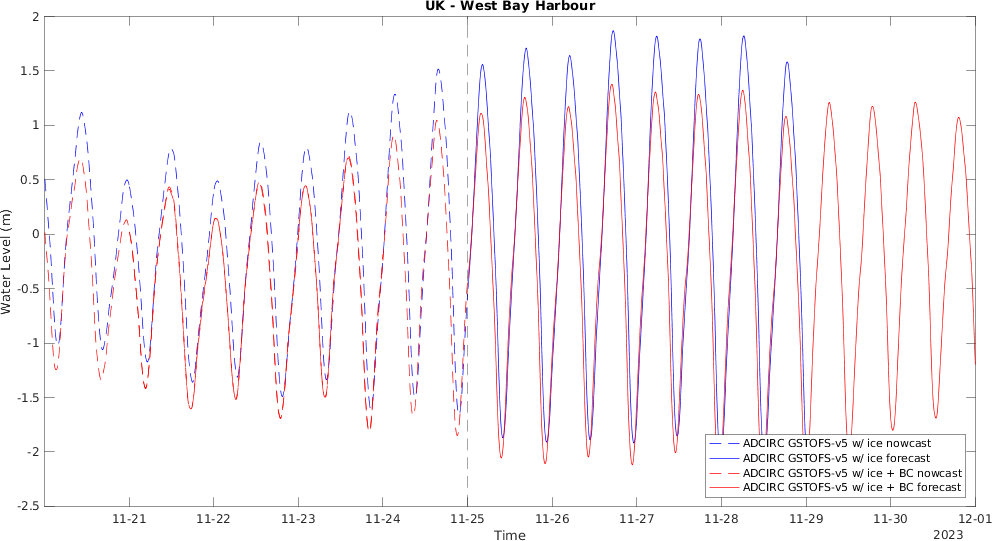 UK - West Bay Harbour
2
1.5
1
0.5
0
-0.5
-1
-1.5
-2
-2.5
Water Level (m)
ADCIRC GSTOFS-v5 w/ ice nowcast
ADCIRC GSTOFS-v5 w/ ice forecast
ADCIRC GSTOFS-v5 w/ ice + BC nowcast
ADCIRC GSTOFS-v5 w/ ice + BC forecast
11-21 11-22 11-23 11-24 11-25 11-26 11-27 11-28 11-29 11-30 12-01
Time
2023